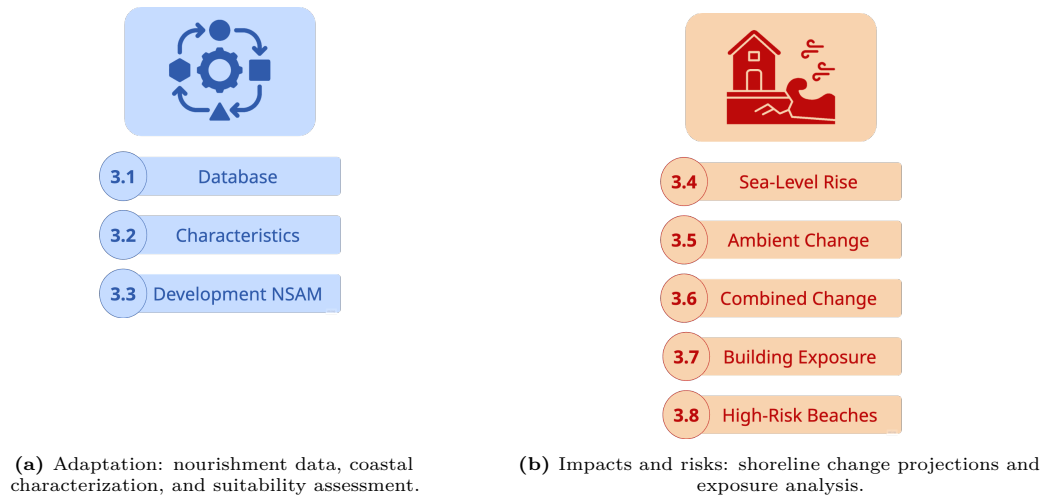 3.1 Database
3.2 Characteristics
3.3 Development NSAM
(a) Adaptation: nourishment data, coastal
characterization, and suitability assessment.
3.4 Sea-Level Rise
3.5 Ambient Change
3.6 Combined Change
3.7 Building Exposure
3.8 High-Risk Beaches
(b) Impacts and risks: shoreline change projections and
exposure analysis.